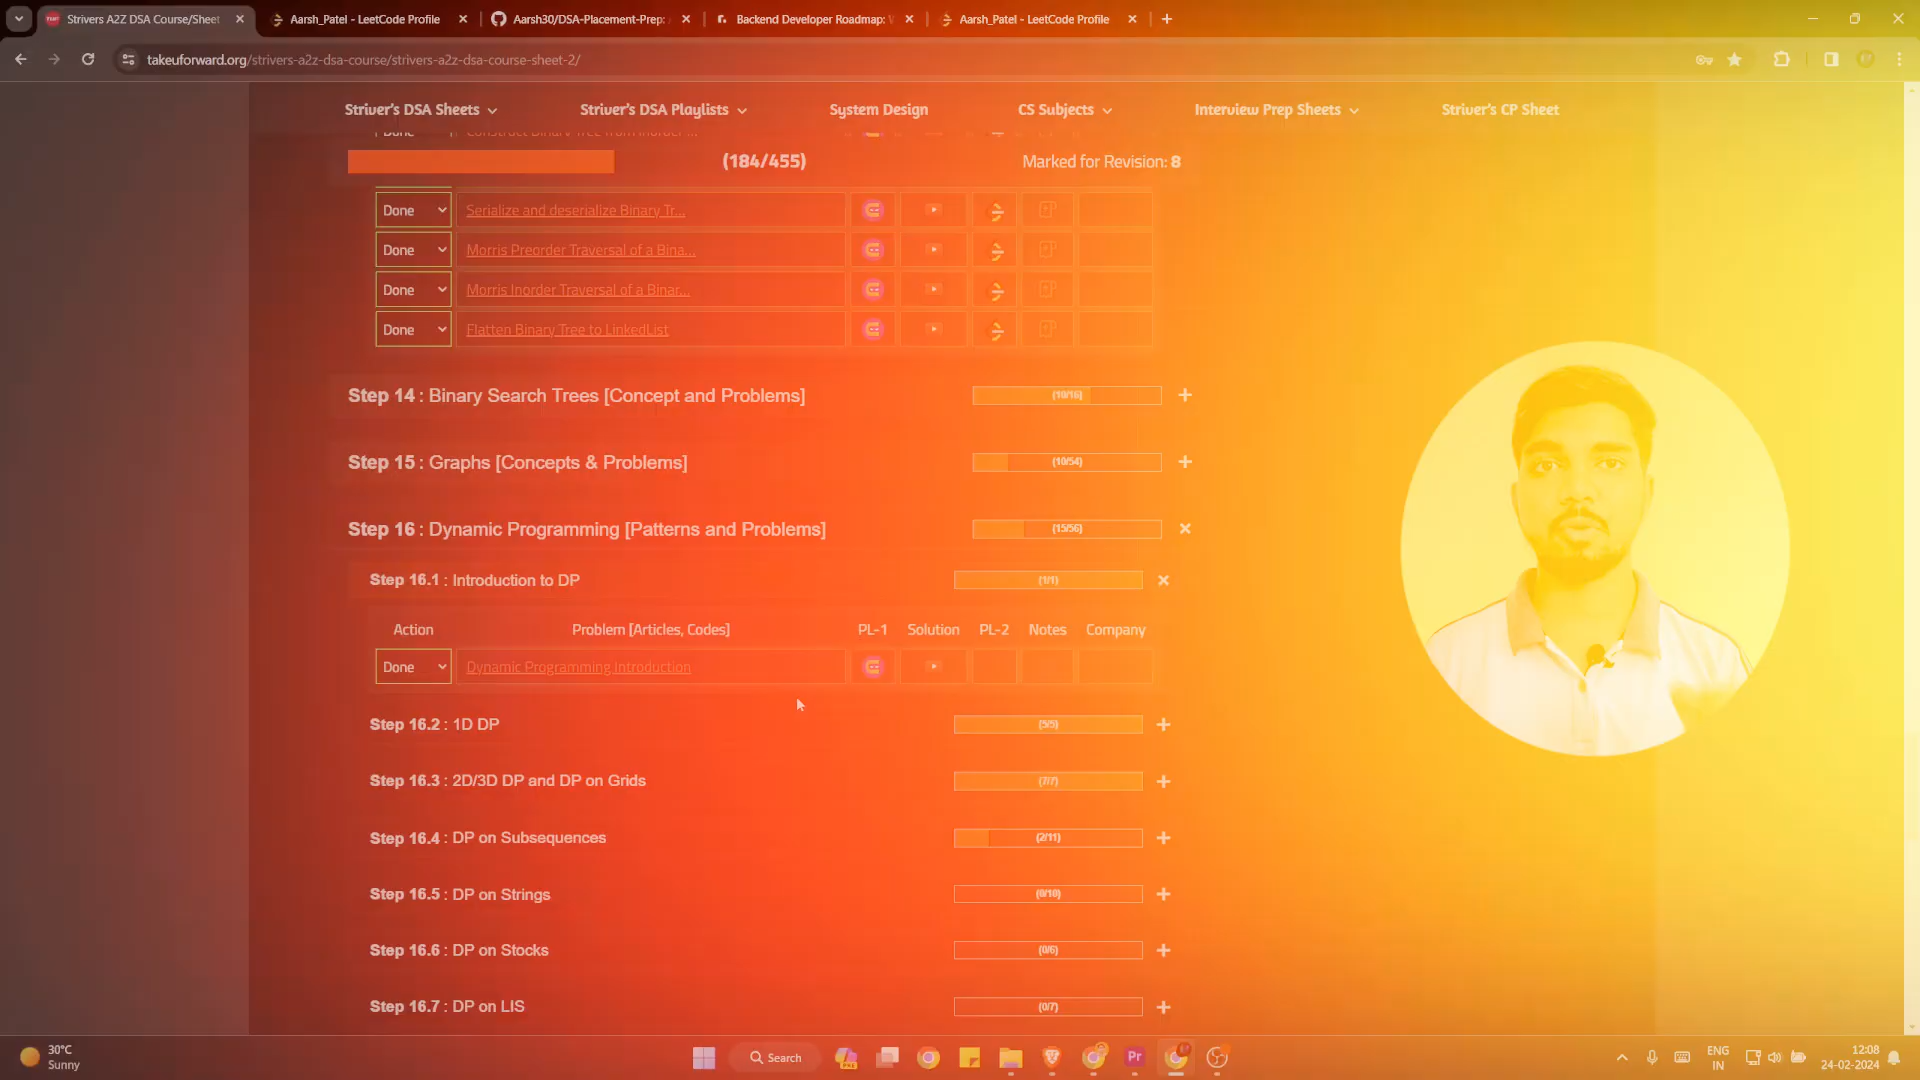 Strivers A2Z DSA Course/Sheet
Aarsh_Patel - LeetCode Profile
Aarsh30/DSA-Placement-Prep:
Backend Developer Roadmap:
Aarsh_Patel - LeetCode Profile
takeuforward.org/strivers-a2z-dsa-course/strivers-a2z-dsa-course-sheet-2/
Striver's DSA Sheets
Striver's DSA Playlists
System Design
CS Subjects
Interview Prep Sheets
Striver's CP Sheet
Done Construct Binary Tree from Inorder ...
(184/455)
Marked for Revision: 8
Done Serialize and deserialize Binary Tr...
Done Morris Preorder Traversal of a Bina...
Done Morris Inorder Traversal of a Binar...
Done Flatten Binary Tree to LinkedList
Step 14 : Binary Search Trees [Concept and Problems] (10/16)
Step 15 : Graphs [Concepts & Problems] (10/54)
Step 16 : Dynamic Programming [Patterns and Problems] (15/56)
Step 16.1 : Introduction to DP (1/1)
Action Problem [Articles, Codes] PL-1 Solution PL-2 Notes Company
Done Dynamic Programming Introduction
Step 16.2 : 1D DP (5/5)
Step 16.3 : 2D/3D DP and DP on Grids (7/7)
Step 16.4 : DP on Subsequences (2/11)
Step 16.5 : DP on Strings (0/10)
Step 16.6 : DP on Stocks (0/6)
Step 16.7 : DP on LIS (0/7)
30°C
Sunny
Search
Pr
ENG
IN
12:08
24-02-2024